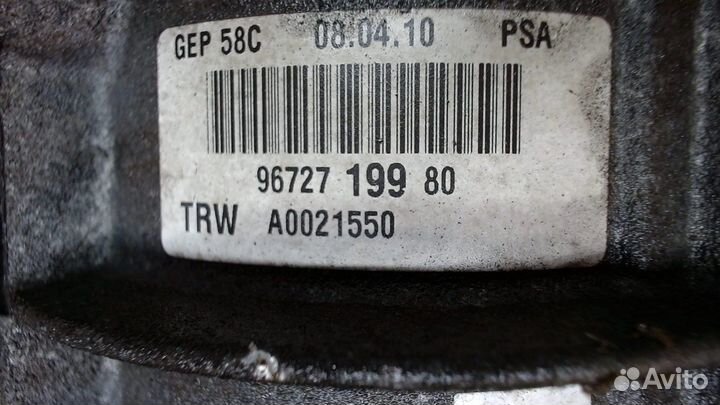 GEP 58C 08.04.10 PSA
96727 199 80
TRW A0021550
Avito